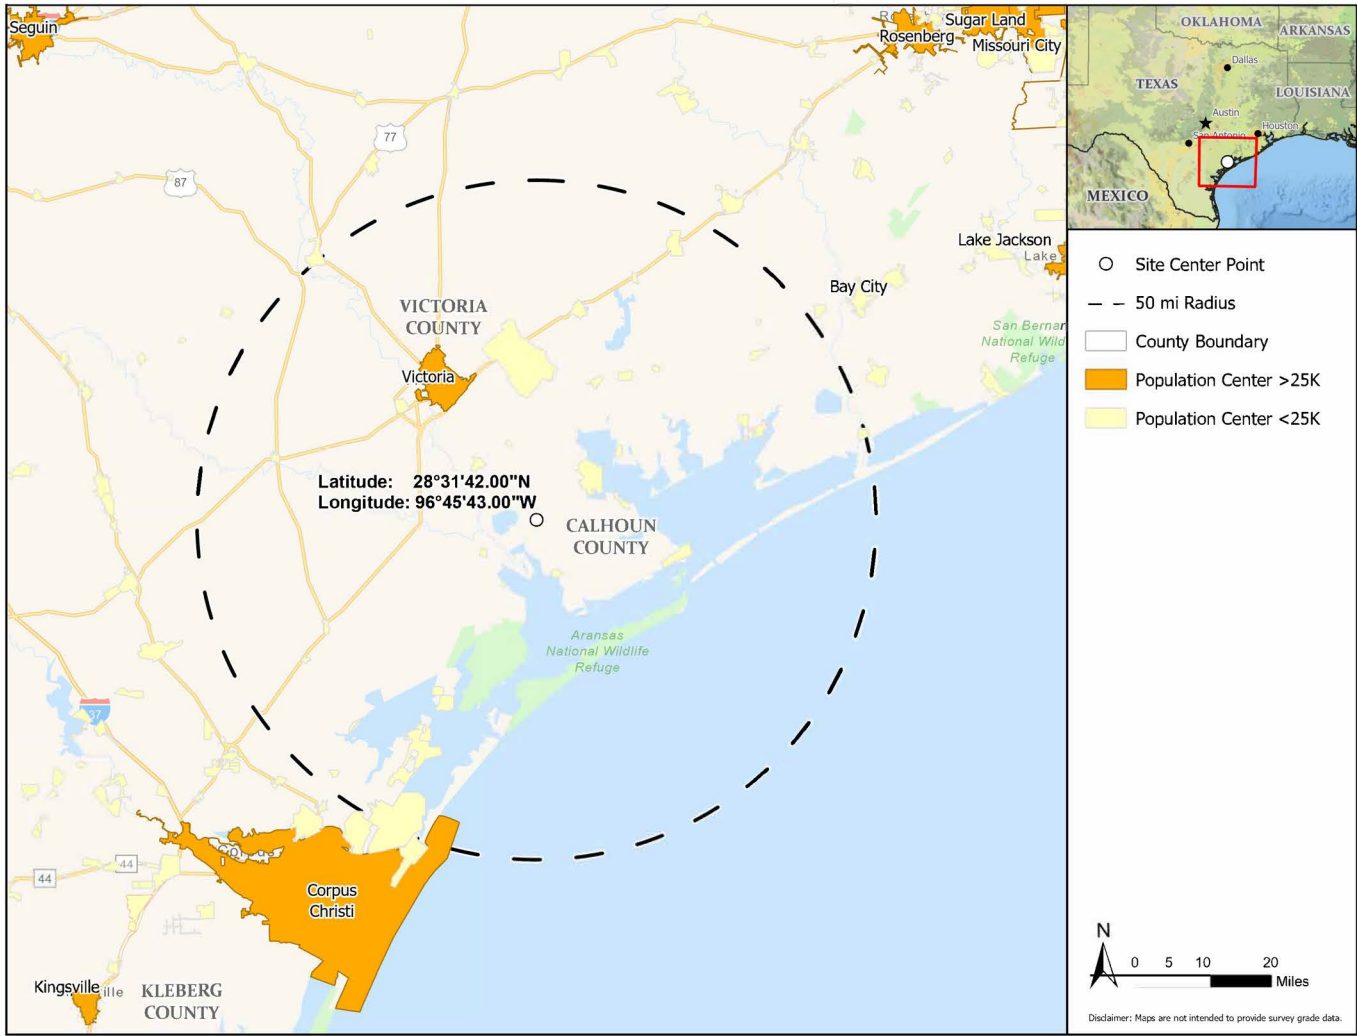 Seguin
Sugar Land
Rosenberg
Missouri City
77
87
Lake Jackson
Lake
Bay City
VICTORIA
COUNTY
San Bernar
National Wild
Refuge
Victoria
Latitude: 28°31'42.00"N
Longitude: 96°45'43.00"W
CALHOUN
COUNTY
Aransas
National Wildlife
Refuge
37
44
44
Corpus
Christi
Kingsville
ille
KLEBERG
COUNTY
OKLAHOMA
ARKANSAS
Dallas
TEXAS
LOUISIANA
Austin
Houston
San Antonio
MEXICO
Site Center Point
50 mi Radius
County Boundary
Population Center >25K
Population Center <25K
N
0 5 10 20
Miles
Disclaimer: Maps are not intended to provide survey grade data.